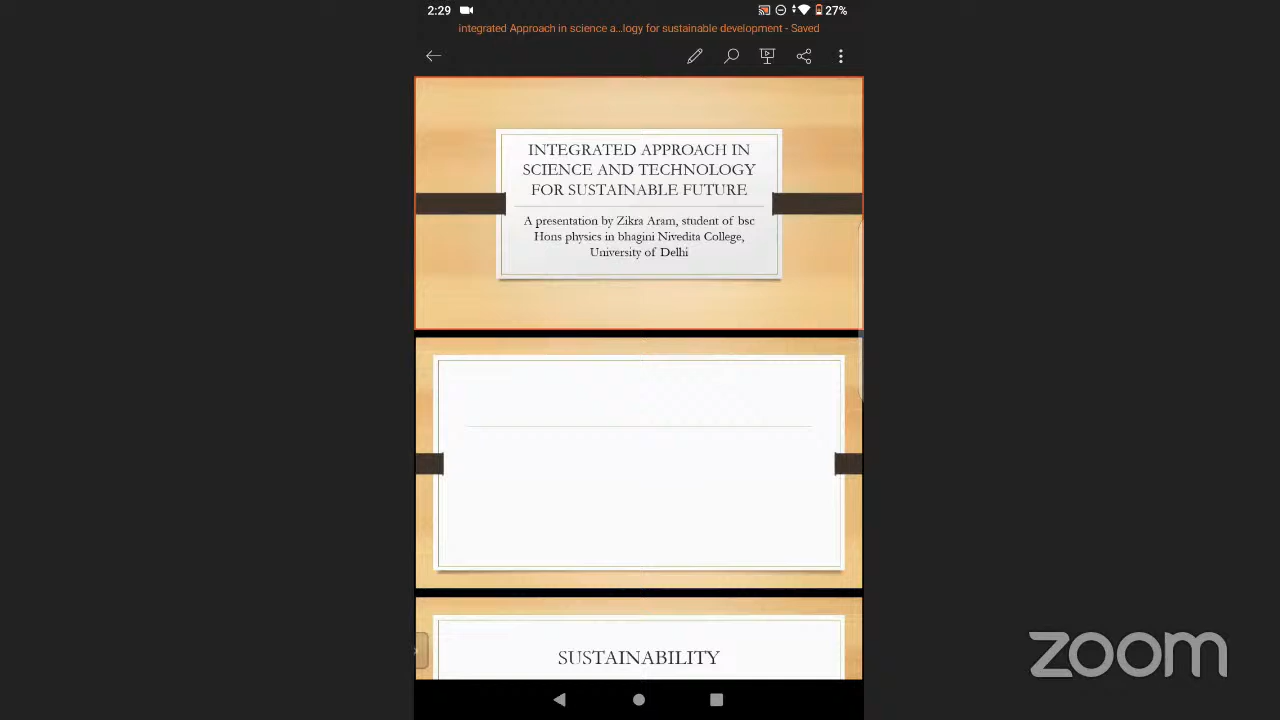 2:29
27%
integrated Approach in science a...logy for sustainable development - Saved
INTEGRATED APPROACH IN
SCIENCE AND TECHNOLOGY
FOR SUSTAINABLE FUTURE
A presentation by Zikra Aram, student of bsc
Hons physics in bhagini Nivedita College,
University of Delhi
SUSTAINABILITY
zoom